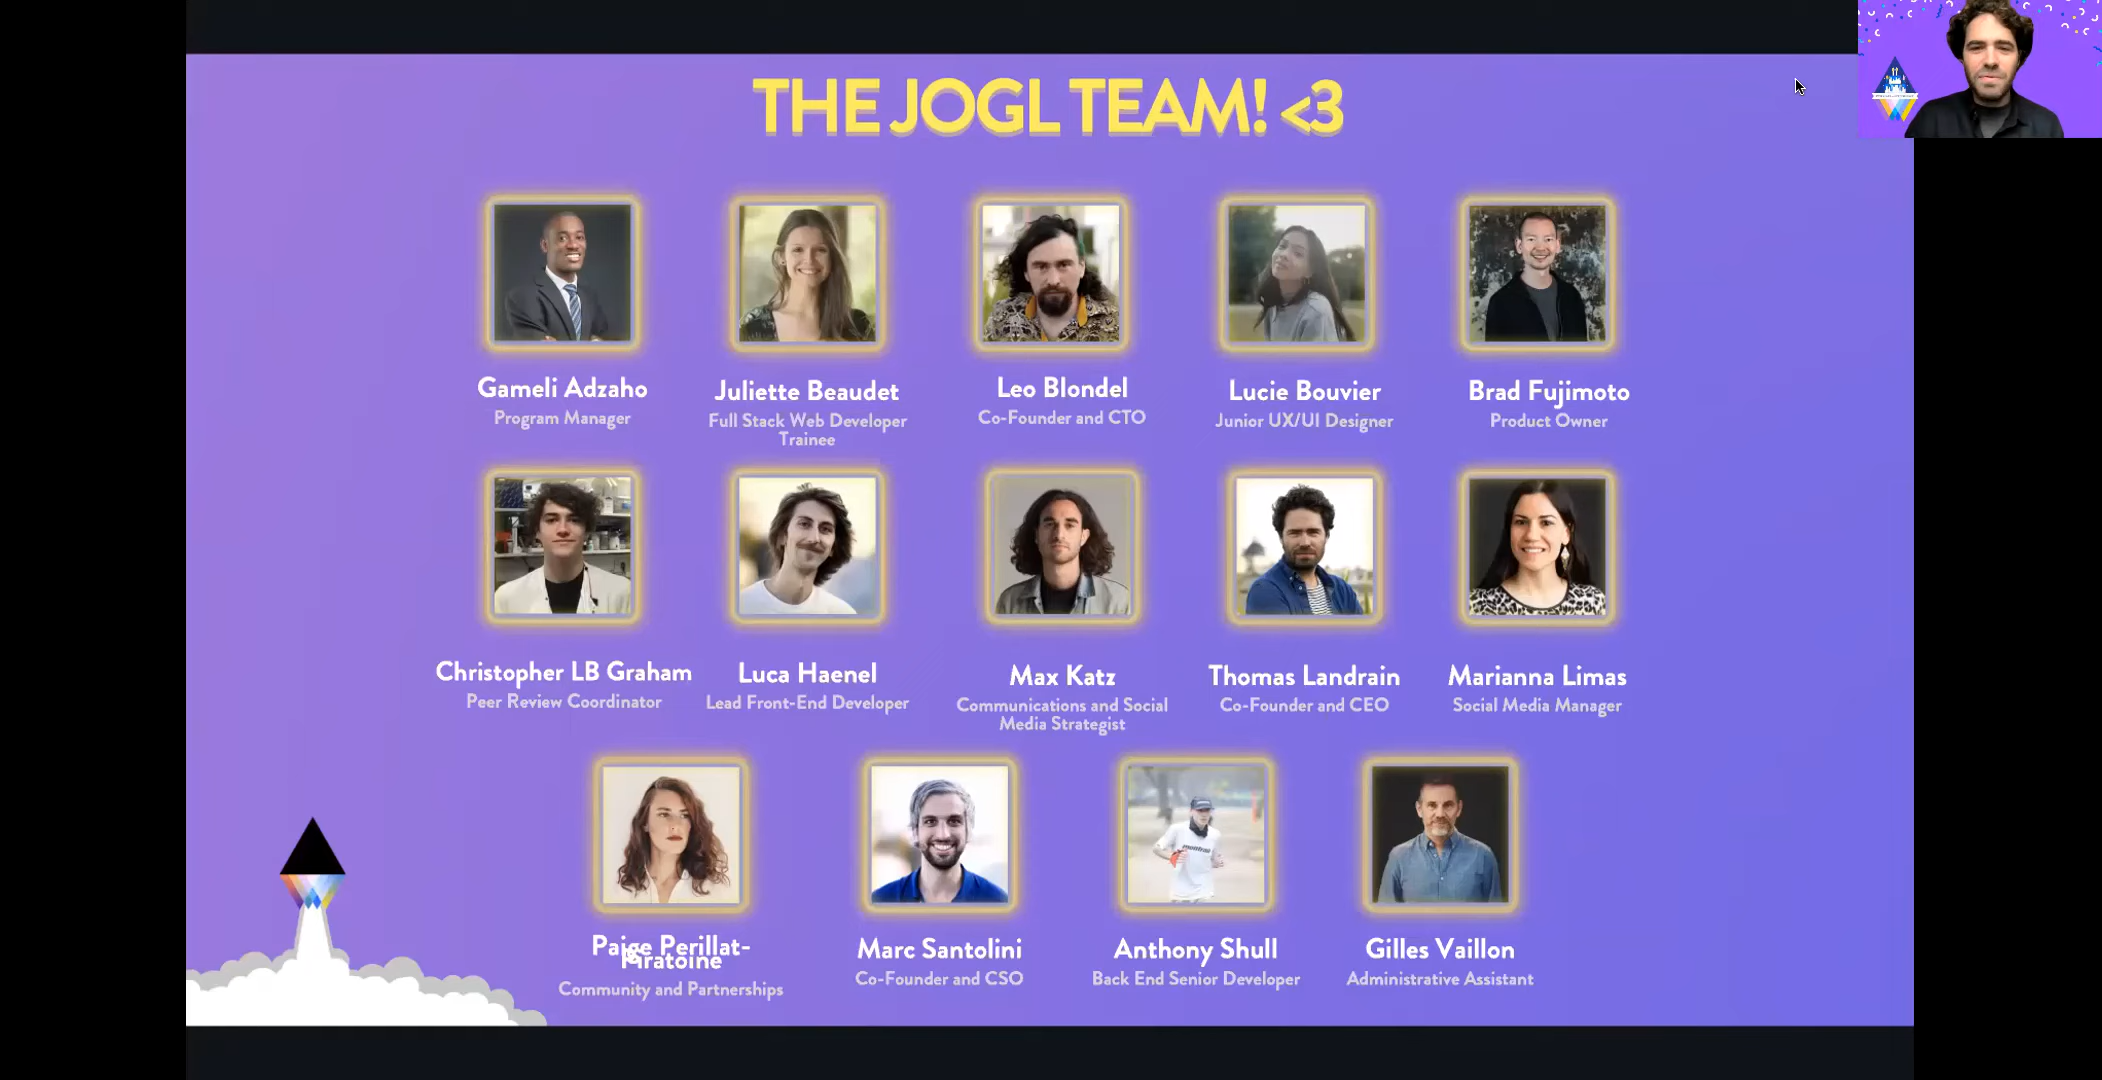 THE JOGL TEAM! <3
Gameli Adzaho
Program Manager
Juliette Beaudet
Full Stack Web Developer
Trainee
Leo Blondel
Co-Founder and CTO
Lucie Bouvier
Junior UX/UI Designer
Brad Fujimoto
Product Owner
Christopher LB Graham
Peer Review Coordinator
Luca Haenel
Lead Front-End Developer
Max Katz
Communications and Social
Media Strategist
Thomas Landrain
Co-Founder and CEO
Marianna Limas
Social Media Manager
Paige Perillat-
Piratoine
Community and Partnerships
Marc Santolini
Co-Founder and CSO
Anthony Shull
Back End Senior Developer
Gilles Vaillon
Administrative Assistant